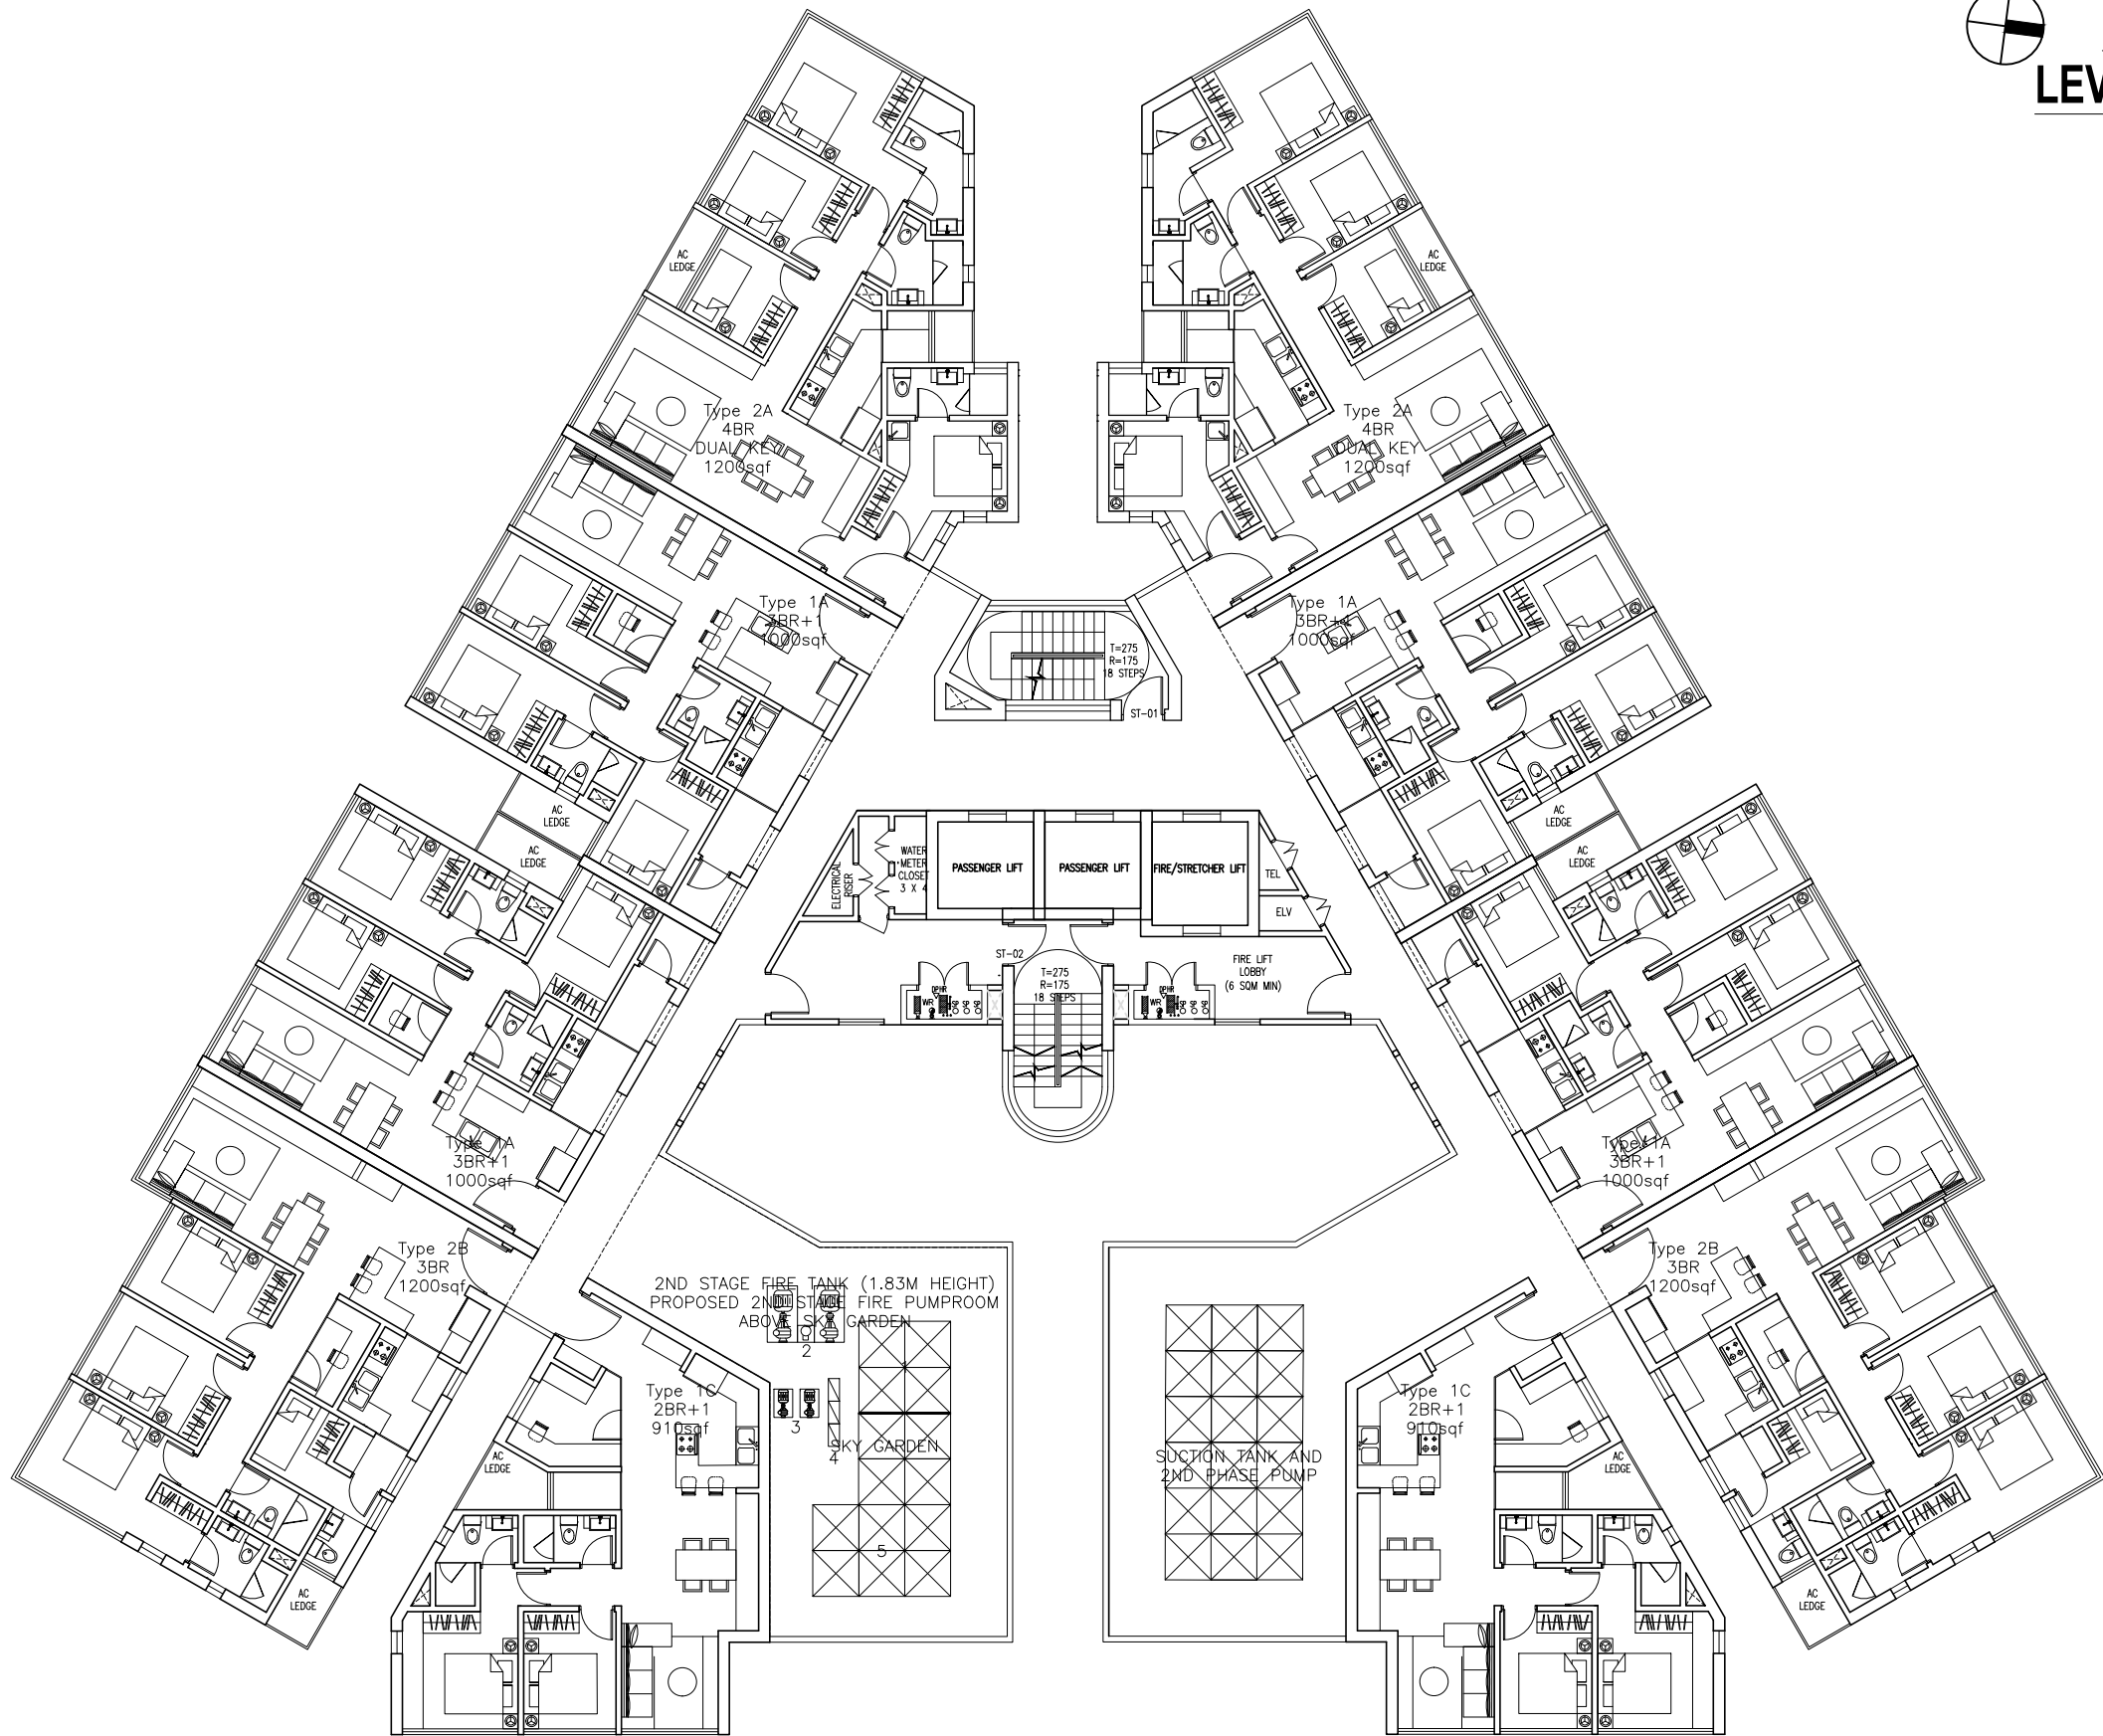 LEV
AC
LEDGE
AC
LEDGE
Type 2A
4BR
DUAL KEY
1200sqf
Type 2A
4BR
DUAL KEY
1200sqf
Type 1A
3BR+1
1000sqf
Type 1A
3BR+1
1000sqf
T=275
R=175
18 STEPS
ST-01
AC
LEDGE
AC
LEDGE
AC
LEDGE
AC
LEDGE
ELECTRICAL
RISER
WATER
METER
CLOSET
3 X 4
PASSENGER LIFT
PASSENGER LIFT
FIRE/STRETCHER LIFT
TEL
ELV
ST-02
T=275
R=175
18 STEPS
FIRE LIFT
LOBBY
(6 SQM MIN)
DPHR
WR
DPHR
WR
Type 1A
3BR+1
1000sqf
Type 1A
3BR+1
1000sqf
Type 2B
3BR
1200sqf
Type 2B
3BR
1200sqf
2ND STAGE FIRE TANK (1.83M HEIGHT)
PROPOSED 2ND STAGE FIRE PUMPROOM
ABOVE SKY GARDEN
1
2
3
4
5
SKY GARDEN
Type 1C
2BR+1
910sqf
Type 1C
2BR+1
910sqf
SUCTION TANK AND
2ND PHASE PUMP
AC
LEDGE
AC
LEDGE
AC
LEDGE
AC
LEDGE